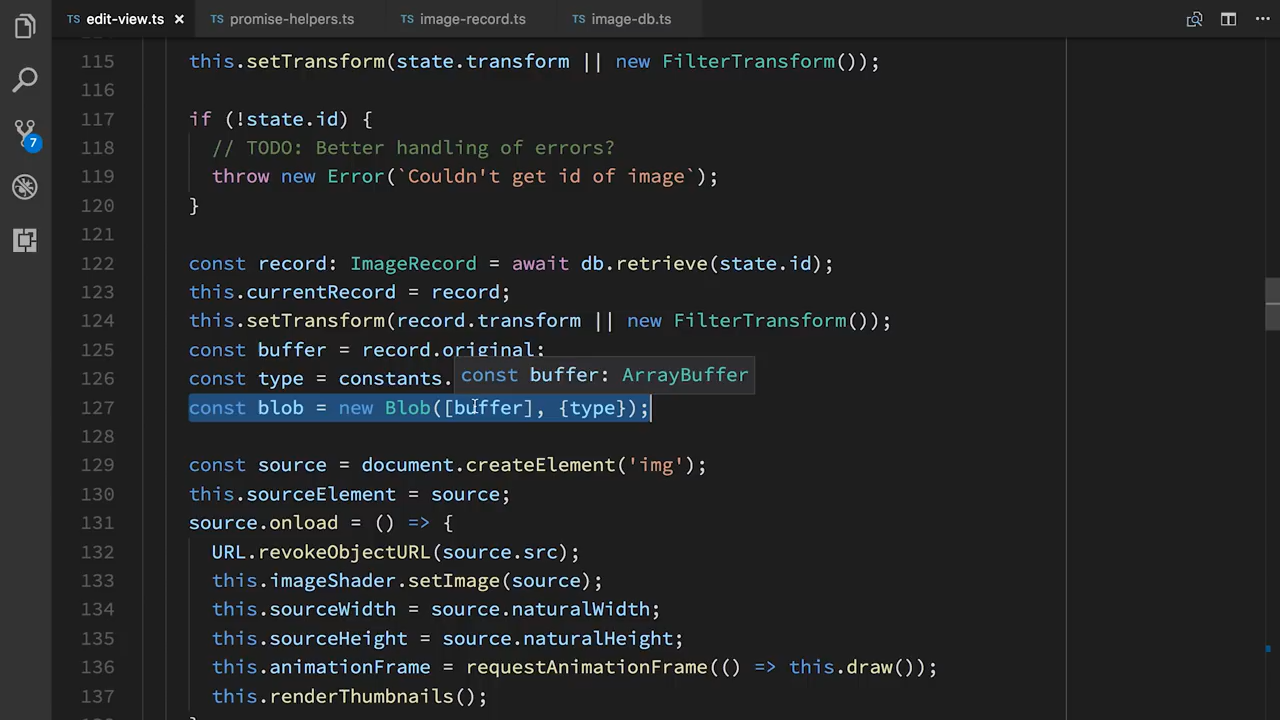 TS edit-view.ts × TS promise-helpers.ts TS image-record.ts TS image-db.ts
115 this.setTransform(state.transform || new FilterTransform());
116
117 if (!state.id) {
118 // TODO: Better handling of errors?
119 throw new Error(`Couldn't get id of image`);
120 }
121
122 const record: ImageRecord = await db.retrieve(state.id);
123 this.currentRecord = record;
124 this.setTransform(record.transform || new FilterTransform());
125 const buffer = record.original;
126 const type = constants.
const buffer: ArrayBuffer
127 const blob = new Blob([buffer], {type});
128
129 const source = document.createElement('img');
130 this.sourceElement = source;
131 source.onload = () => {
132 URL.revokeObjectURL(source.src);
133 this.imageShader.setImage(source);
134 this.sourceWidth = source.naturalWidth;
135 this.sourceHeight = source.naturalHeight;
136 this.animationFrame = requestAnimationFrame(() => this.draw());
137 this.renderThumbnails();
7